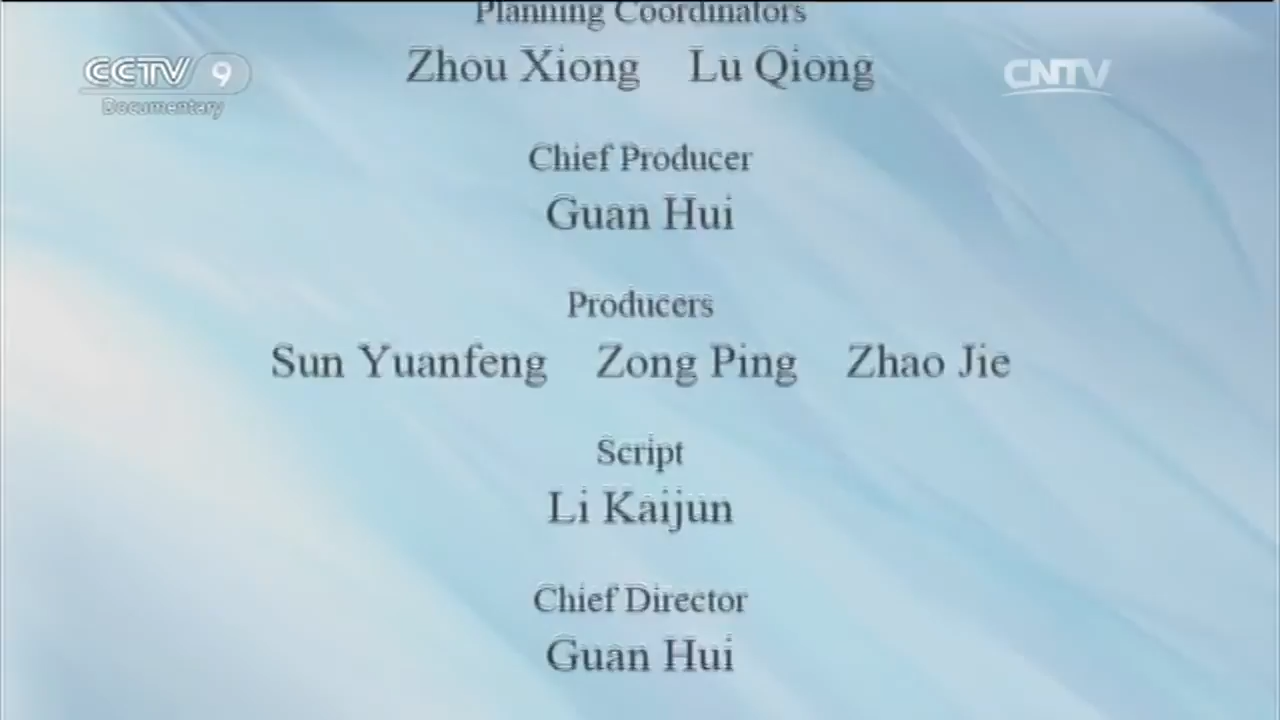 Planning Coordinators
CCTV 9
Documentary
CNTV
Zhou Xiong Lu Qiong
Chief Producer
Guan Hui
Producers
Sun Yuanfeng Zong Ping Zhao Jie
Script
Li Kaijun
Chief Director
Guan Hui